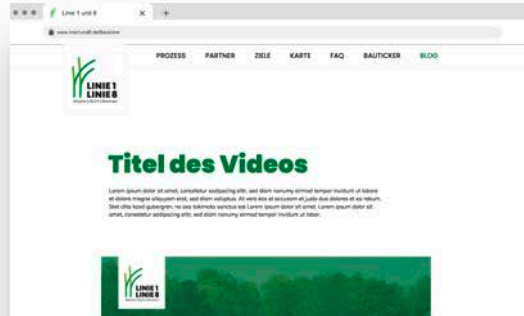 Linie 1 und 8
PROZESS PARTNER ZIELE KARTE FAQ BAUTICKER BLOG
LINIE 1
LINIE 8
Titel des Videos
Lorem ipsum dolor sit amet, consetetur sadipscing elitr, sed diam nonumy eirmod tempor invidunt ut labore
et dolore magna aliquyam erat, sed diam voluptua. At vero eos et accusam et justo duo dolores et ea rebum.
Stet clita kasd gubergren, no sea takimata sanctus est Lorem ipsum dolor sit amet. Lorem ipsum dolor sit
amet, consetetur sadipscing elitr, sed diam nonumy eirmod tempor invidunt ut labor.
LINIE 1
LINIE 8